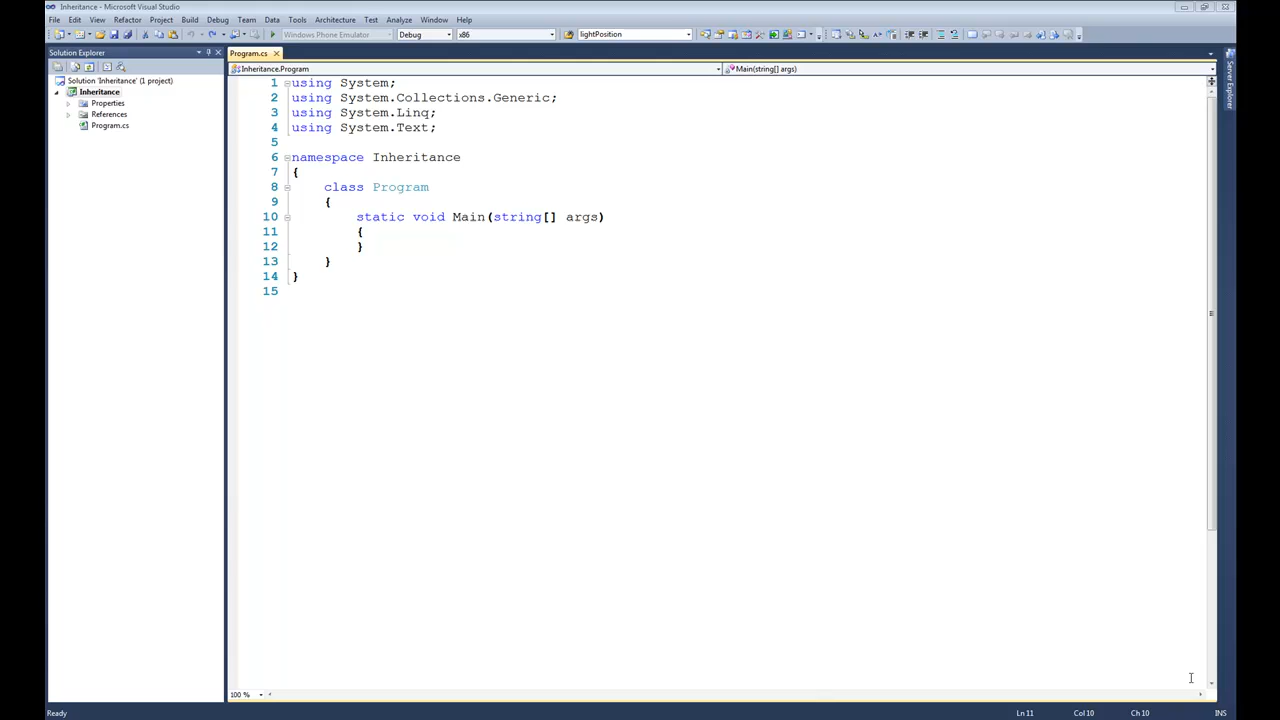 Inheritance - Microsoft Visual Studio
File Edit View Refactor Project Build Debug Team Data Tools Architecture Test Analyze Window Help
Windows Phone Emulator Debug x86 lightPosition
Solution Explorer
Solution 'Inheritance' (1 project)
Inheritance
Properties
References
Program.cs
Program.cs
Inheritance.Program Main(string[] args)
1 using System;
2 using System.Collections.Generic;
3 using System.Linq;
4 using System.Text;
5
6 namespace Inheritance
7 {
8 class Program
9 {
10 static void Main(string[] args)
11 {
12 }
13 }
14 }
15
Server Explorer
100 %
Ready Ln 11 Col 10 Ch 10 INS